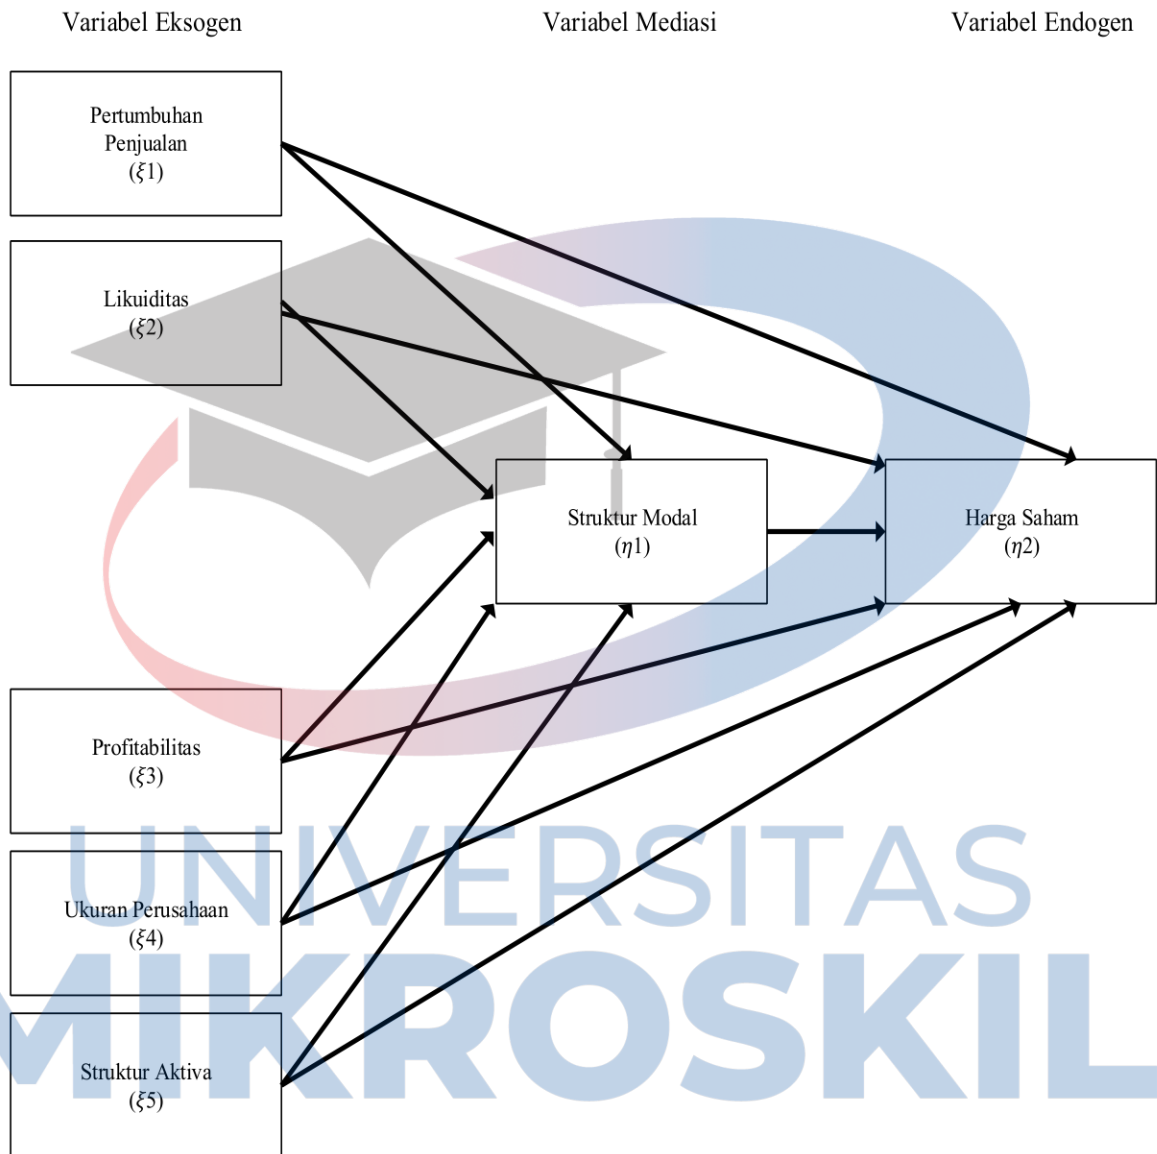 Variabel Eksogen
Variabel Mediasi
Variabel Endogen
Pertumbuhan
Penjualan
(ξ1)
Likuiditas
(ξ2)
Struktur Modal
(η1)
Harga Saham
(η2)
Profitabilitas
(ξ3)
Ukuran Perusahaan
(ξ4)
Struktur Aktiva
(ξ5)
UNIVERSITAS
MIKROSKIL